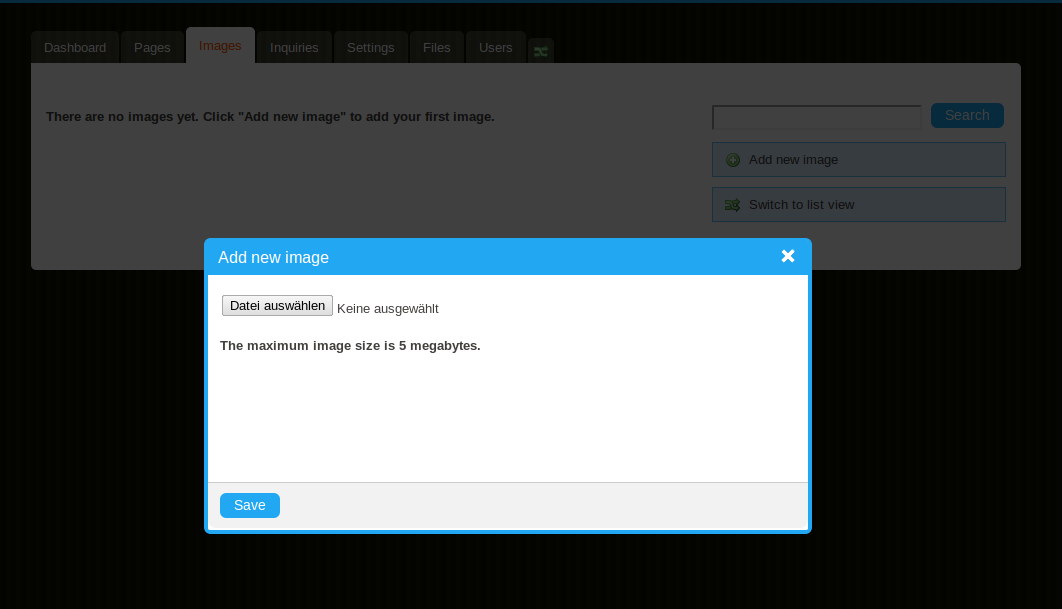 Dashboard Pages Images Inquiries Settings Files Users
There are no images yet. Click "Add new image" to add your first image.
Search
Add new image
Switch to list view
Add new image
Datei auswählen Keine ausgewählt
The maximum image size is 5 megabytes.
Save